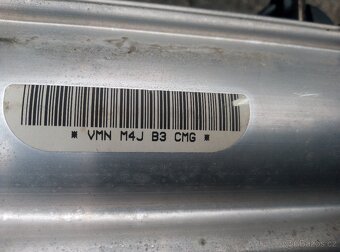 * VMN M4J B3 CMG *